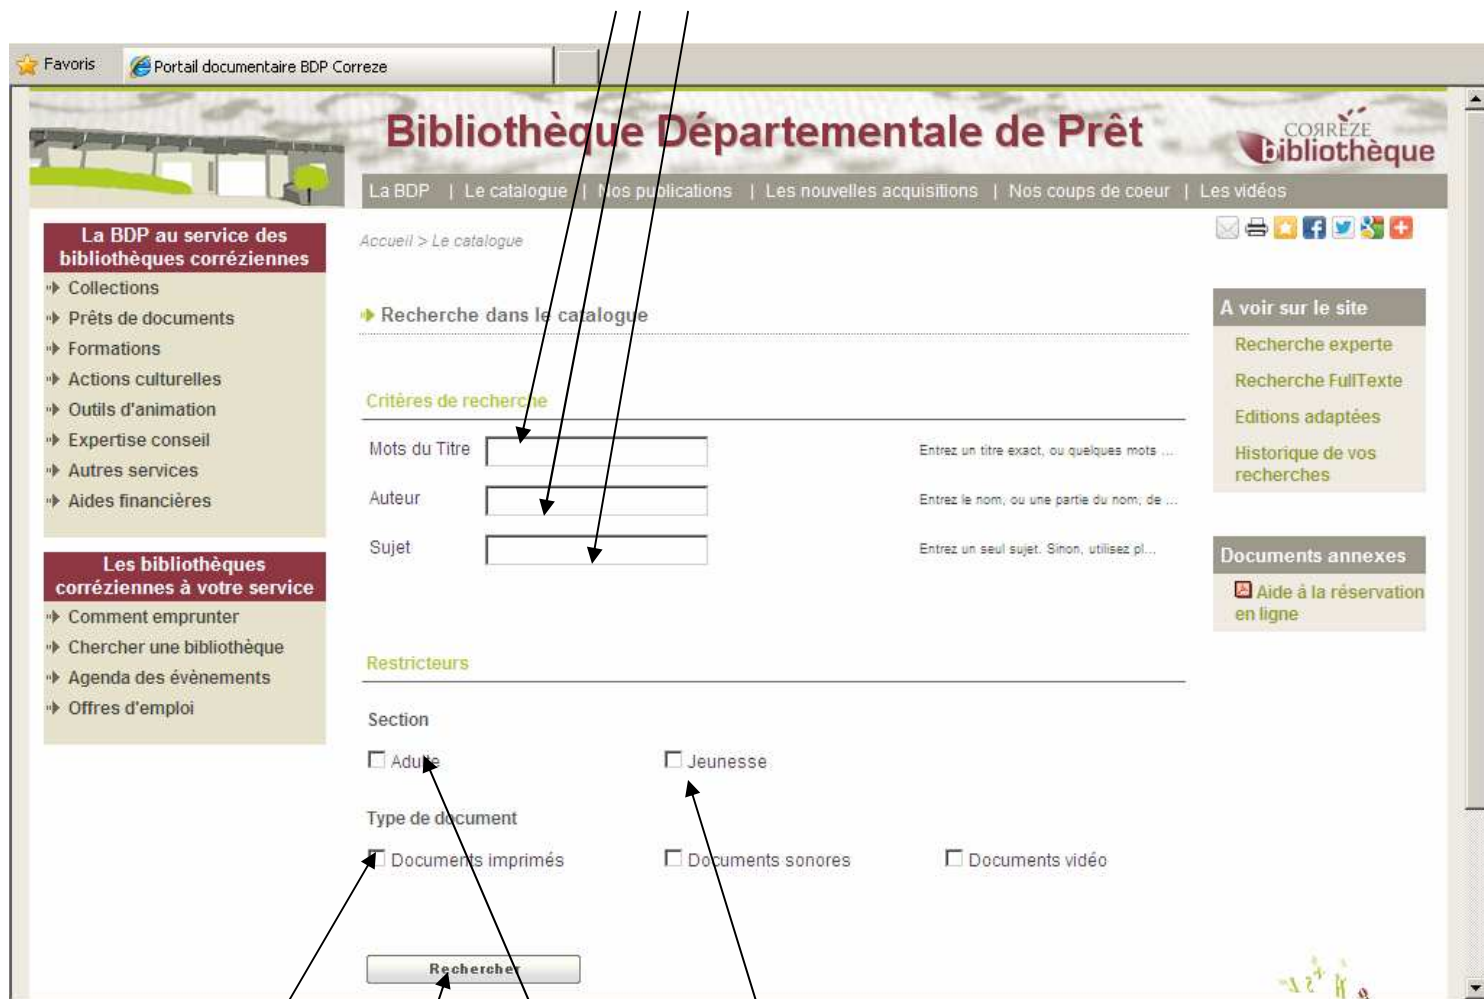 Favoris
Portail documentaire BDP Correze
Bibliothèque Départementale de Prêt
CORRÈZE
bibliothèque
La BDP | Le catalogue | Nos publications | Les nouvelles acquisitions | Nos coups de coeur | Les vidéos
La BDP au service des
bibliothèques corréziennes
Collections
Prêts de documents
Formations
Actions culturelles
Outils d'animation
Expertise conseil
Autres services
Aides financières
Les bibliothèques
corréziennes à votre service
Comment emprunter
Chercher une bibliothèque
Agenda des évènements
Offres d'emploi
Accueil > Le catalogue
Recherche dans le catalogue
Critères de recherche
Mots du Titre
Entrez un titre exact, ou quelques mots ...
Auteur
Entrez le nom, ou une partie du nom, de ...
Sujet
Entrez un seul sujet. Sinon, utilisez pl...
Restricteurs
Section
Adulte
Jeunesse
Type de document
Documents imprimés
Documents sonores
Documents vidéo
Rechercher
A voir sur le site
Recherche experte
Recherche FullTexte
Editions adaptées
Historique de vos
recherches
Documents annexes
Aide à la réservation
en ligne